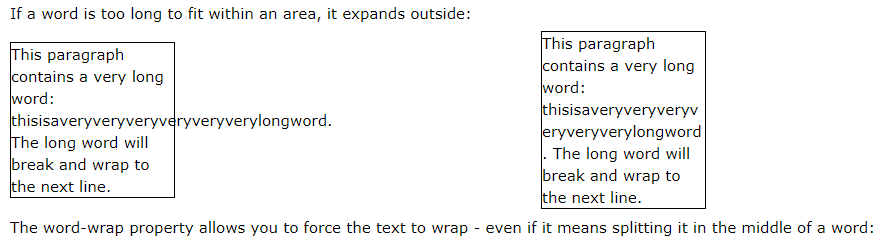 If a word is too long to fit within an area, it expands outside:
This paragraph
contains a very long
word:
thisisaveryveryveryveryveryverylongword.
The long word will
break and wrap to
the next line.
This paragraph
contains a very long
word:
thisisaveryveryveryv
eryveryverylongword
. The long word will
break and wrap to
the next line.
The word-wrap property allows you to force the text to wrap - even if it means splitting it in the middle of a word: